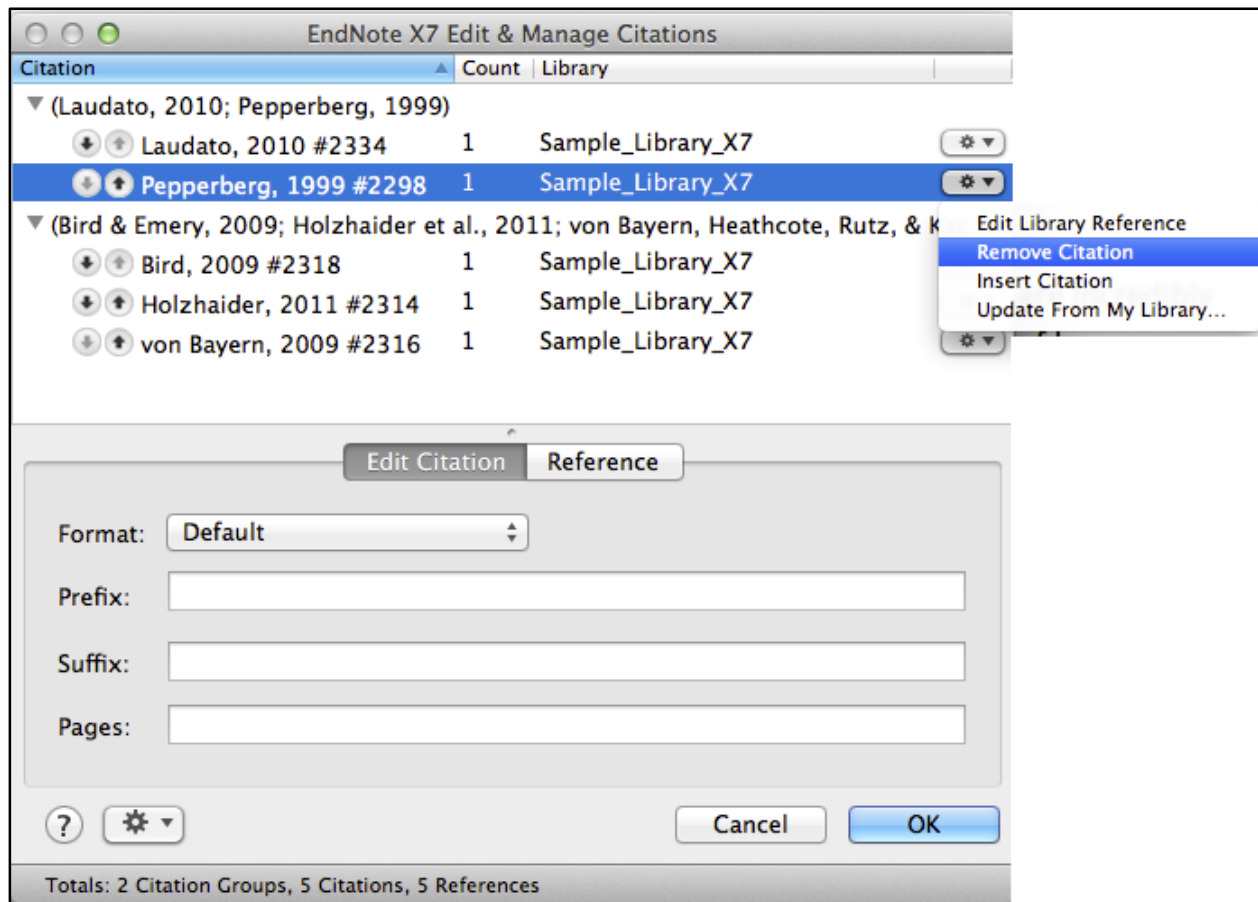 EndNote X7 Edit & Manage Citations
Citation Count Library
(Laudato, 2010; Pepperberg, 1999)
Laudato, 2010 #2334 1 Sample_Library_X7
Pepperberg, 1999 #2298 1 Sample_Library_X7
(Bird & Emery, 2009; Holzhaider et al., 2011; von Bayern, Heathcote, Rutz, &
Edit Library Reference
Remove Citation
Insert Citation
Update From My Library...
Bird, 2009 #2318 1 Sample_Library_X7
Holzhaider, 2011 #2314 1 Sample_Library_X7
von Bayern, 2009 #2316 1 Sample_Library_X7
Edit Citation Reference
Format: Default
Prefix:
Suffix:
Pages:
? Cancel OK
Totals: 2 Citation Groups, 5 Citations, 5 References